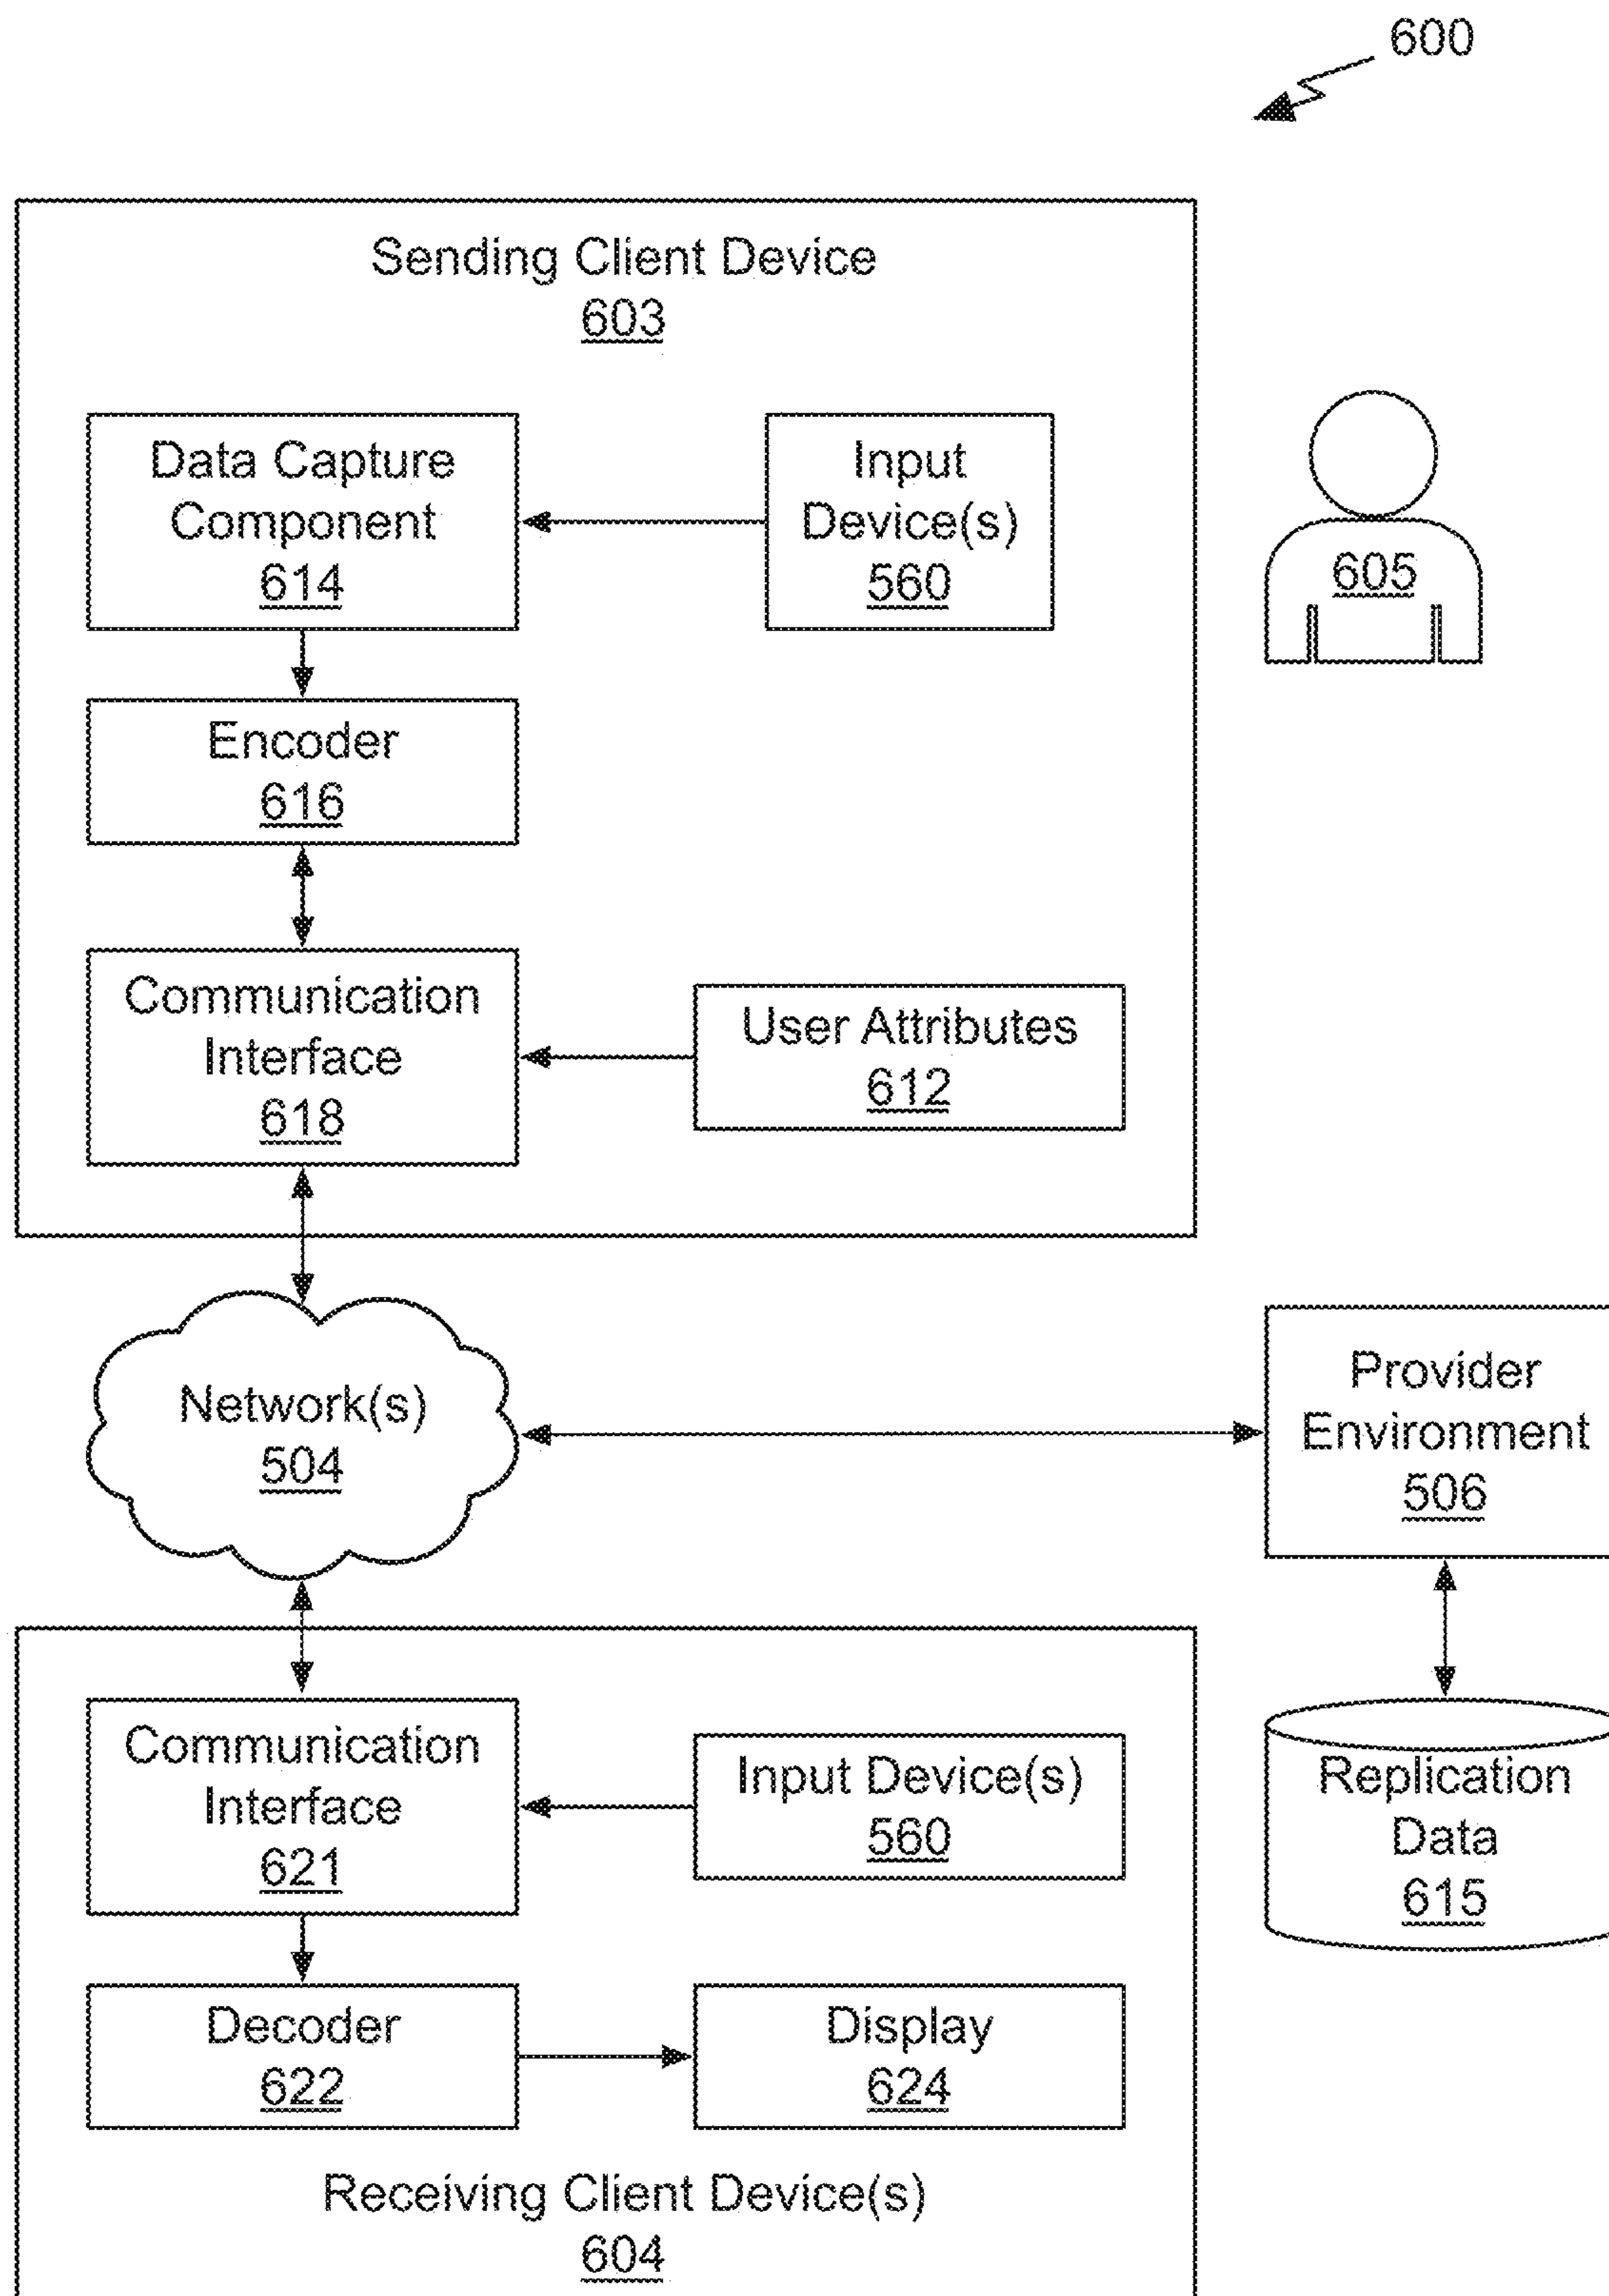 600
Sending Client Device
603
Data Capture
Component
614
Input
Device(s)
560
605
Encoder
616
Communication
Interface
618
User Attributes
612
Network(s)
504
Provider
Environment
506
Communication
Interface
621
Input Device(s)
560
Replication
Data
615
Decoder
622
Display
624
Receiving Client Device(s)
604